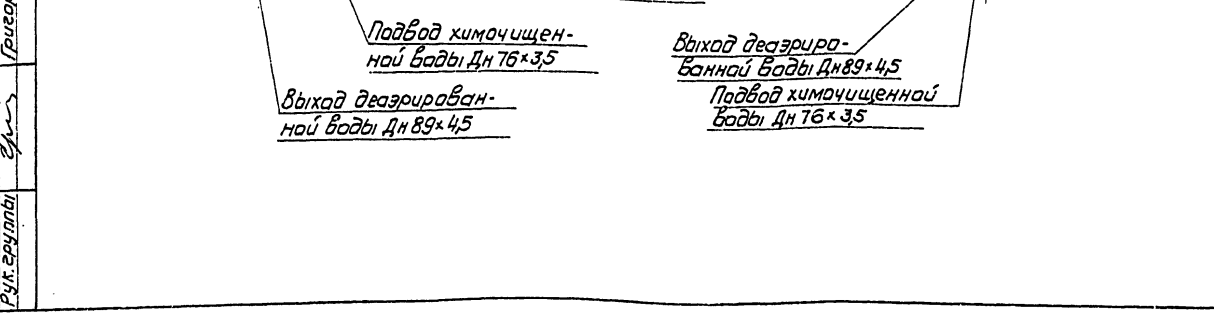 Подвод химочищен-
ной воды Дн 76×3,5
Выход деаэрирован-
ной воды Дн 89×4,5
Выход деаэриро-
ванной воды Дн 89×4,5
Подвод химочищенной
воды Дн 76×3,5
Рук. группы